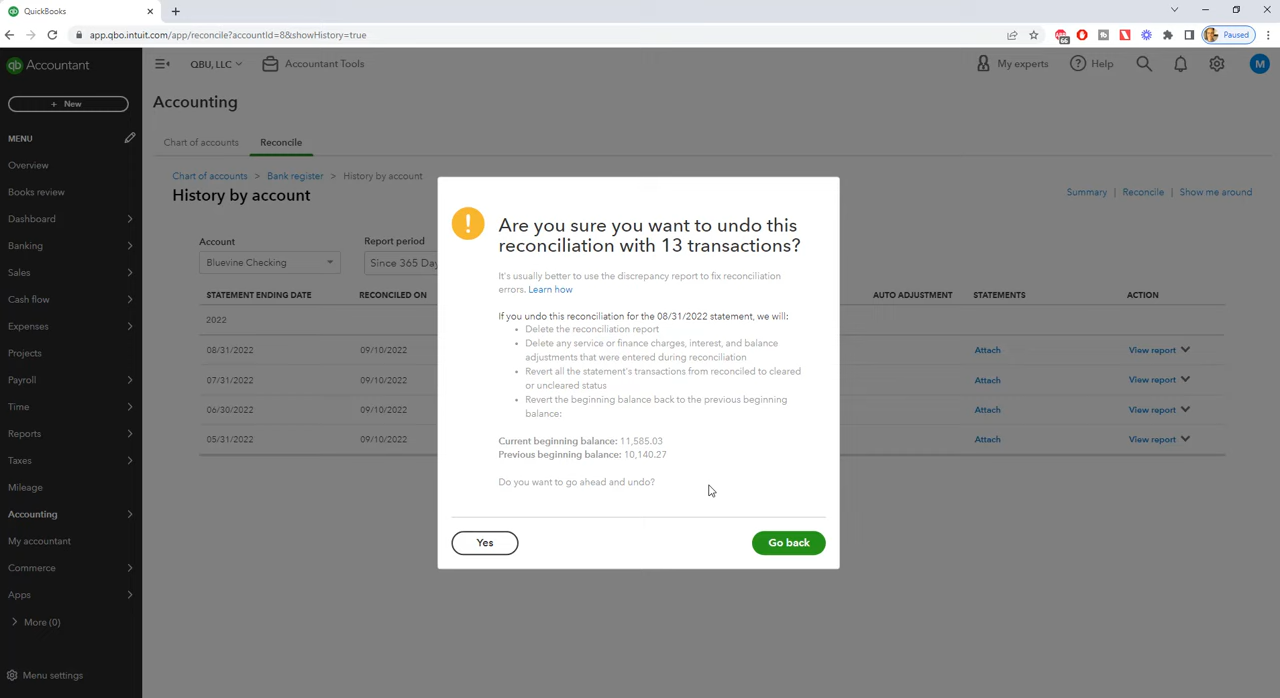 QuickBooks
app.qbo.intuit.com/app/reconcile?accountId=8&showHistory=true
66
Paused
qb Accountant
QBU, LLC
Accountant Tools
My experts
Help
M
+ New
Accounting
MENU
Chart of accounts
Reconcile
Overview
Books review
Dashboard
Banking
Sales
Cash flow
Expenses
Projects
Payroll
Time
Reports
Taxes
Mileage
Accounting
My accountant
Commerce
Apps
More (0)
Menu settings
Chart of accounts > Bank register > History by account
History by account
Summary | Reconcile | Show me around
Account
Report period
Bluevine Checking
Since 365 Day
STATEMENT ENDING DATE RECONCILED ON AUTO ADJUSTMENT STATEMENTS ACTION
2022
08/31/2022 09/10/2022 Attach View report
07/31/2022 09/10/2022 Attach View report
06/30/2022 09/10/2022 Attach View report
05/31/2022 09/10/2022 Attach View report
!
Are you sure you want to undo this
reconciliation with 13 transactions?
It's usually better to use the discrepancy report to fix reconciliation
errors. Learn how
If you undo this reconciliation for the 08/31/2022 statement, we will:
• Delete the reconciliation report
• Delete any service or finance charges, interest, and balance
adjustments that were entered during reconciliation
• Revert all the statement's transactions from reconciled to cleared
or uncleared status
• Revert the beginning balance back to the previous beginning
balance:
Current beginning balance: 11,585.03
Previous beginning balance: 10,140.27
Do you want to go ahead and undo?
Yes
Go back